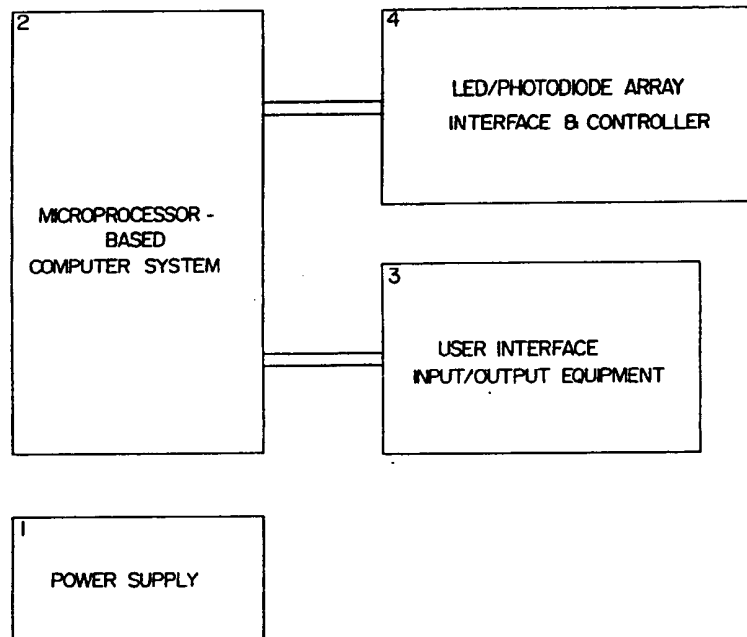 2
MICROPROCESSOR-
BASED
COMPUTER SYSTEM
4
LED/PHOTODIODE ARRAY
INTERFACE & CONTROLLER
3
USER INTERFACE
INPUT/OUTPUT EQUIPMENT
1
POWER SUPPLY